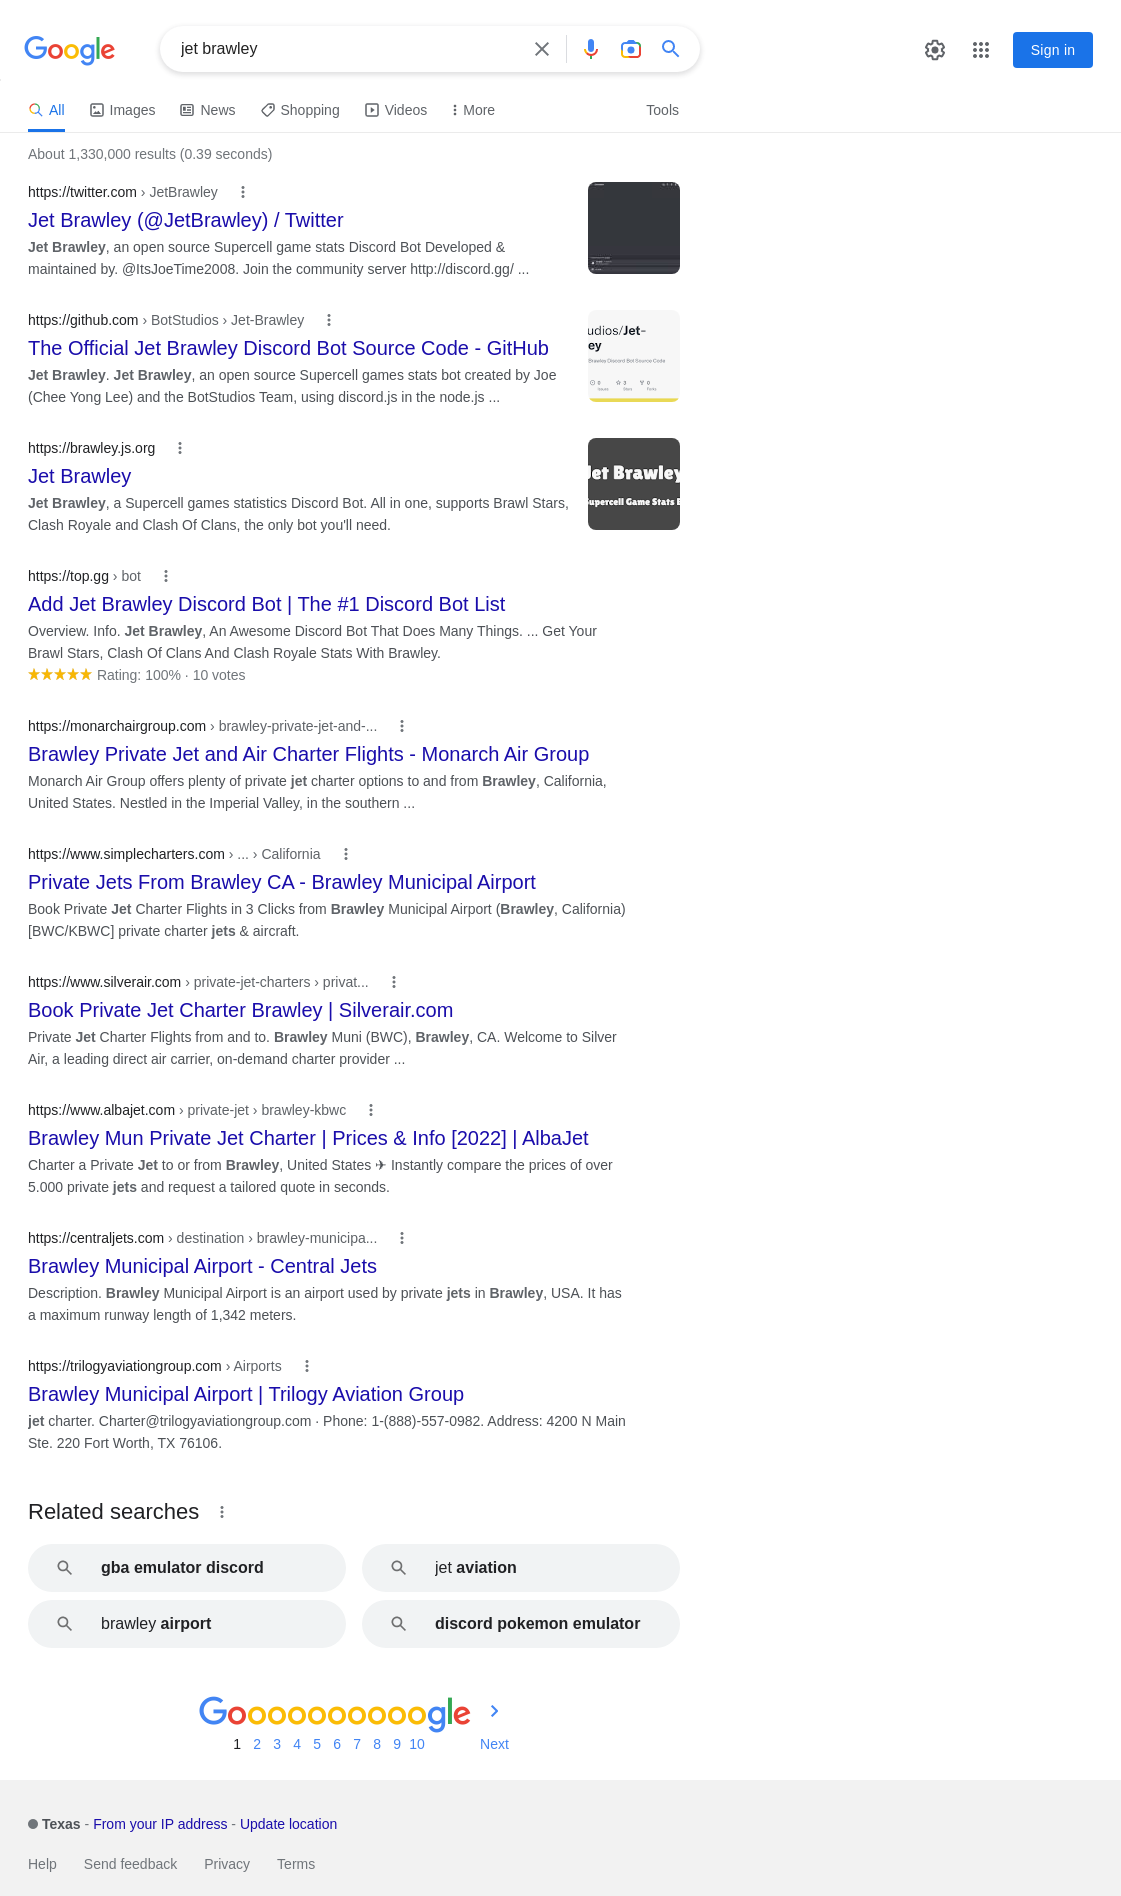 Google
jet brawley
Sign in
All
Images
News
Shopping
Videos
More
Tools
About 1,330,000 results (0.39 seconds)
https://twitter.com › JetBrawley
Jet Brawley (@JetBrawley) / Twitter
Jet Brawley, an open source Supercell game stats Discord Bot Developed &
maintained by. @ItsJoeTime2008. Join the community server http://discord.gg/ ...
https://github.com › BotStudios › Jet-Brawley
The Official Jet Brawley Discord Bot Source Code - GitHub
Jet Brawley. Jet Brawley, an open source Supercell games stats bot created by Joe
(Chee Yong Lee) and the BotStudios Team, using discord.js in the node.js ...
udios/Jet-
ey
Brawley Discord Bot Source Code
0 3 0
Issues Stars Forks
https://brawley.js.org
Jet Brawley
Jet Brawley, a Supercell games statistics Discord Bot. All in one, supports Brawl Stars,
Clash Royale and Clash Of Clans, the only bot you'll need.
Jet Brawley
Supercell Game Stats B
https://top.gg › bot
Add Jet Brawley Discord Bot | The #1 Discord Bot List
Overview. Info. Jet Brawley, An Awesome Discord Bot That Does Many Things. ... Get Your
Brawl Stars, Clash Of Clans And Clash Royale Stats With Brawley.
Rating: 100% · 10 votes
https://monarchairgroup.com › brawley-private-jet-and-...
Brawley Private Jet and Air Charter Flights - Monarch Air Group
Monarch Air Group offers plenty of private jet charter options to and from Brawley, California,
United States. Nestled in the Imperial Valley, in the southern ...
https://www.simplecharters.com › ... › California
Private Jets From Brawley CA - Brawley Municipal Airport
Book Private Jet Charter Flights in 3 Clicks from Brawley Municipal Airport (Brawley, California)
[BWC/KBWC] private charter jets & aircraft.
https://www.silverair.com › private-jet-charters › privat...
Book Private Jet Charter Brawley | Silverair.com
Private Jet Charter Flights from and to. Brawley Muni (BWC), Brawley, CA. Welcome to Silver
Air, a leading direct air carrier, on-demand charter provider ...
https://www.albajet.com › private-jet › brawley-kbwc
Brawley Mun Private Jet Charter | Prices & Info [2022] | AlbaJet
Charter a Private Jet to or from Brawley, United States ✈ Instantly compare the prices of over
5.000 private jets and request a tailored quote in seconds.
https://centraljets.com › destination › brawley-municipa...
Brawley Municipal Airport - Central Jets
Description. Brawley Municipal Airport is an airport used by private jets in Brawley, USA. It has
a maximum runway length of 1,342 meters.
https://trilogyaviationgroup.com › Airports
Brawley Municipal Airport | Trilogy Aviation Group
jet charter. Charter@trilogyaviationgroup.com · Phone: 1-(888)-557-0982. Address: 4200 N Main
Ste. 220 Fort Worth, TX 76106.
Related searches
gba emulator discord
jet aviation
brawley airport
discord pokemon emulator
Goooooooooogle
1 2 3 4 5 6 7 8 9 10 Next
Texas - From your IP address - Update location
Help Send feedback Privacy Terms